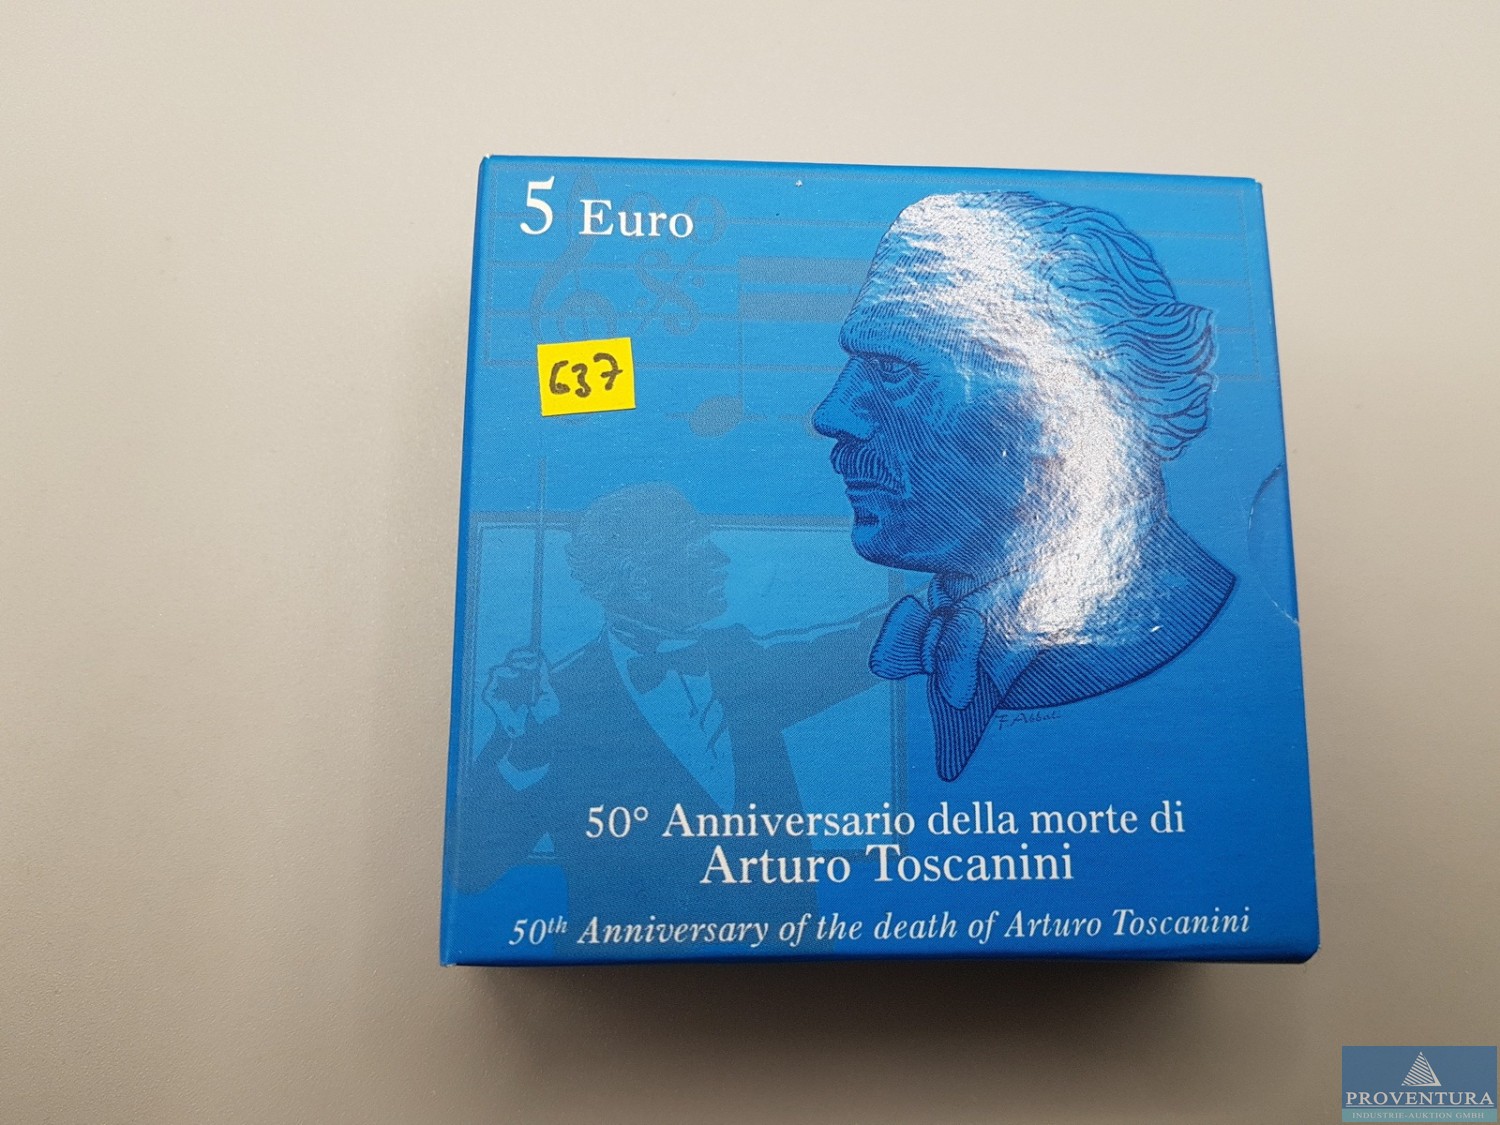 5 Euro
637
F. Abbati
50° Anniversario della morte di
Arturo Toscanini
50th Anniversary of the death of Arturo Toscanini
PROVENTURA
INDUSTRIE-AUKTION GMBH